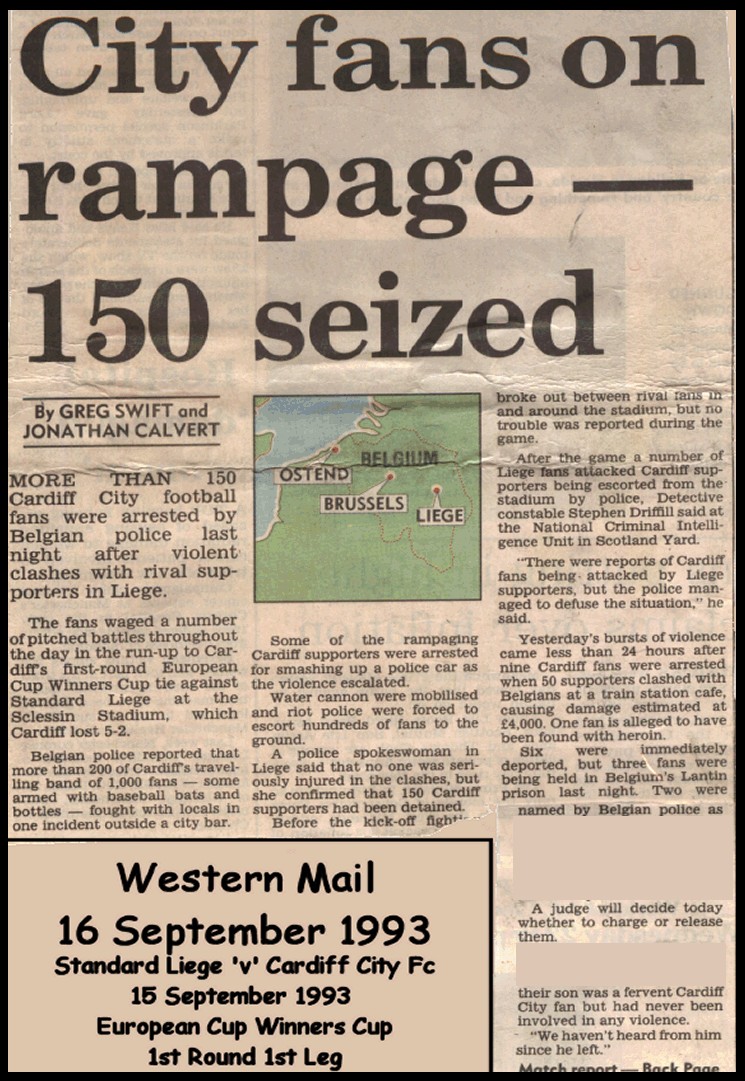 City fans on
rampage —
150 seized
By GREG SWIFT and
JONATHAN CALVERT
MORE THAN 150
Cardiff City football
fans were arrested by
Belgian police last
night after violent
clashes with rival sup-
porters in Liege.
The fans waged a number
of pitched battles throughout
the day in the run-up to Car-
diff's first-round European
Cup Winners Cup tie against
Standard Liege at the
Sclessin Stadium, which
Cardiff lost 5-2.
Belgian police reported that
more than 200 of Cardiff's travel-
ling band of 1,000 fans — some
armed with baseball bats and
bottles — fought with locals in
one incident outside a city bar.
BELGIUM
OSTEND
BRUSSELS
LIEGE
Some of the rampaging
Cardiff supporters were arrested
for smashing up a police car as
the violence escalated.
Water cannon were mobilised
and riot police were forced to
escort hundreds of fans to the
ground.
A police spokeswoman in
Liege said that no one was seri-
ously injured in the clashes, but
she confirmed that 150 Cardiff
supporters had been detained.
Before the kick-off fighting
broke out between rival fans in
and around the stadium, but no
trouble was reported during the
game.
After the game a number of
Liege fans attacked Cardiff sup-
porters being escorted from the
stadium by police, Detective
constable Stephen Driffill said at
the National Criminal Intelli-
gence Unit in Scotland Yard.
"There were reports of Cardiff
fans being attacked by Liege
supporters, but the police man-
aged to defuse the situation," he
said.
Yesterday's bursts of violence
came less than 24 hours after
nine Cardiff fans were arrested
when 50 supporters clashed with
Belgians at a train station cafe,
causing damage estimated at
£4,000. One fan is alleged to have
been found with heroin.
Six were immediately
deported, but three fans were
being held in Belgium's Lantin
prison last night. Two were
named by Belgian police as
A judge will decide today
whether to charge or release
them.
their son was a fervent Cardiff
City fan but had never been
involved in any violence.
"We haven't heard from him
since he left."
Match report — Back Page
Western Mail
16 September 1993
Standard Liege 'v' Cardiff City Fc
15 September 1993
European Cup Winners Cup
1st Round 1st Leg